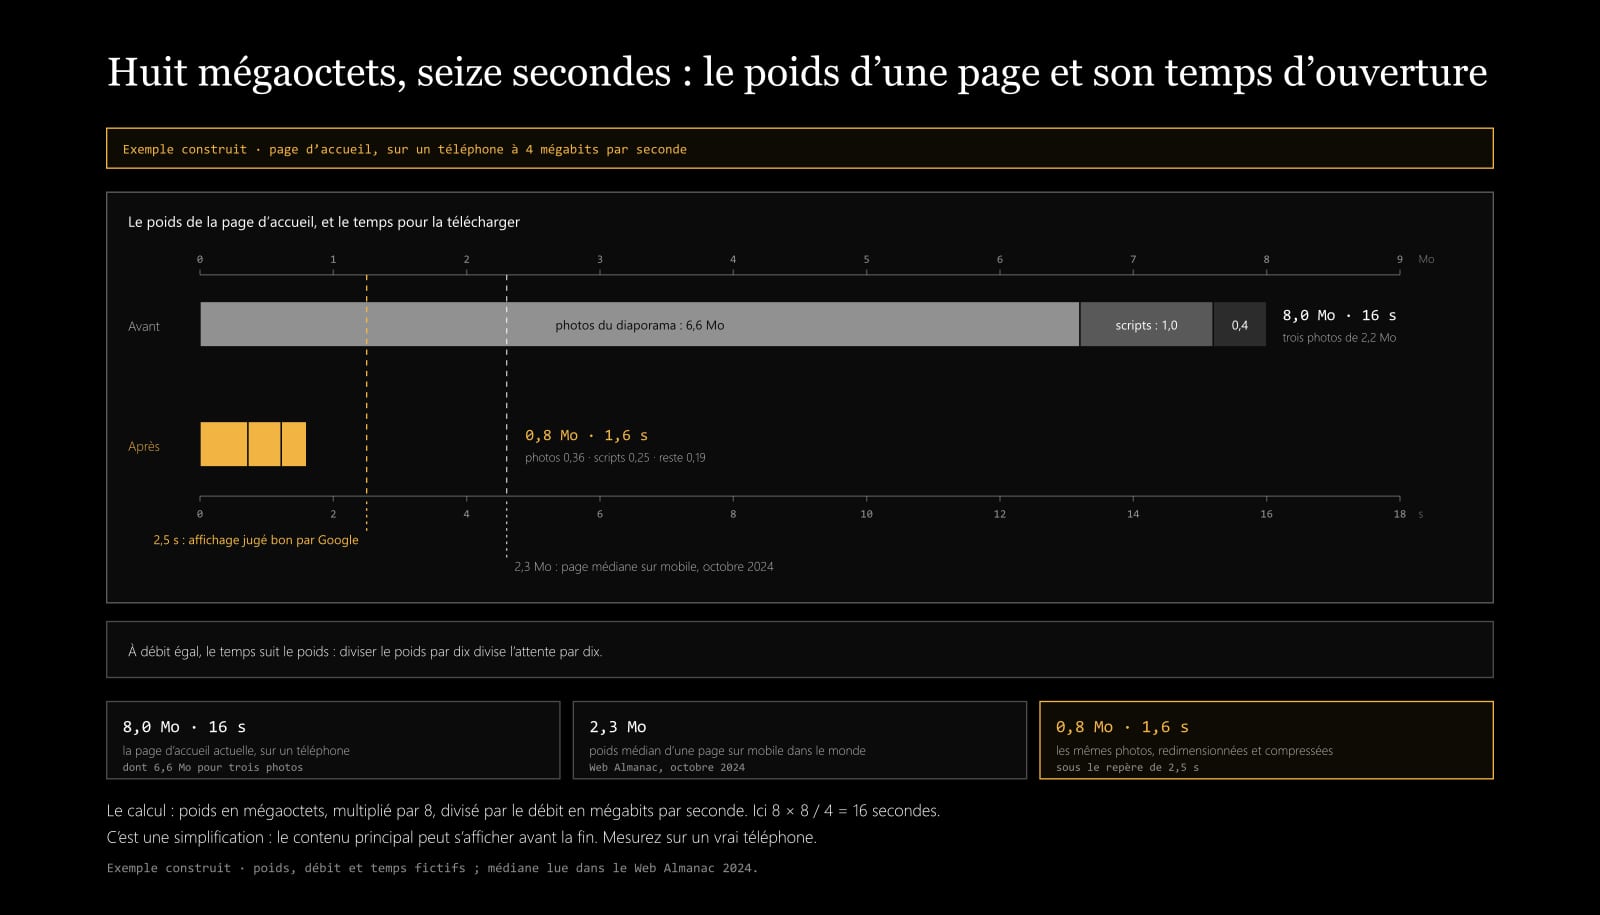 Huit mégaoctets, seize secondes : le poids d’une page et son temps d’ouverture
Exemple construit · page d’accueil, sur un téléphone à 4 mégabits par seconde
Le poids de la page d’accueil, et le temps pour la télécharger
0 1 2 3 4 5 6 7 8 9 Mo
Avant
photos du diaporama : 6,6 Mo
scripts : 1,0
0,4
8,0 Mo · 16 s
trois photos de 2,2 Mo
Après
0,8 Mo · 1,6 s
photos 0,36 · scripts 0,25 · reste 0,19
0 2 4 6 8 10 12 14 16 18 s
2,5 s : affichage jugé bon par Google
2,3 Mo : page médiane sur mobile, octobre 2024
À débit égal, le temps suit le poids : diviser le poids par dix divise l’attente par dix.
8,0 Mo · 16 s
la page d’accueil actuelle, sur un téléphone
dont 6,6 Mo pour trois photos
2,3 Mo
poids médian d’une page sur mobile dans le monde
Web Almanac, octobre 2024
0,8 Mo · 1,6 s
les mêmes photos, redimensionnées et compressées
sous le repère de 2,5 s
Le calcul : poids en mégaoctets, multiplié par 8, divisé par le débit en mégabits par seconde. Ici 8 × 8 / 4 = 16 secondes.
C’est une simplification : le contenu principal peut s’afficher avant la fin. Mesurez sur un vrai téléphone.
Exemple construit · poids, débit et temps fictifs ; médiane lue dans le Web Almanac 2024.